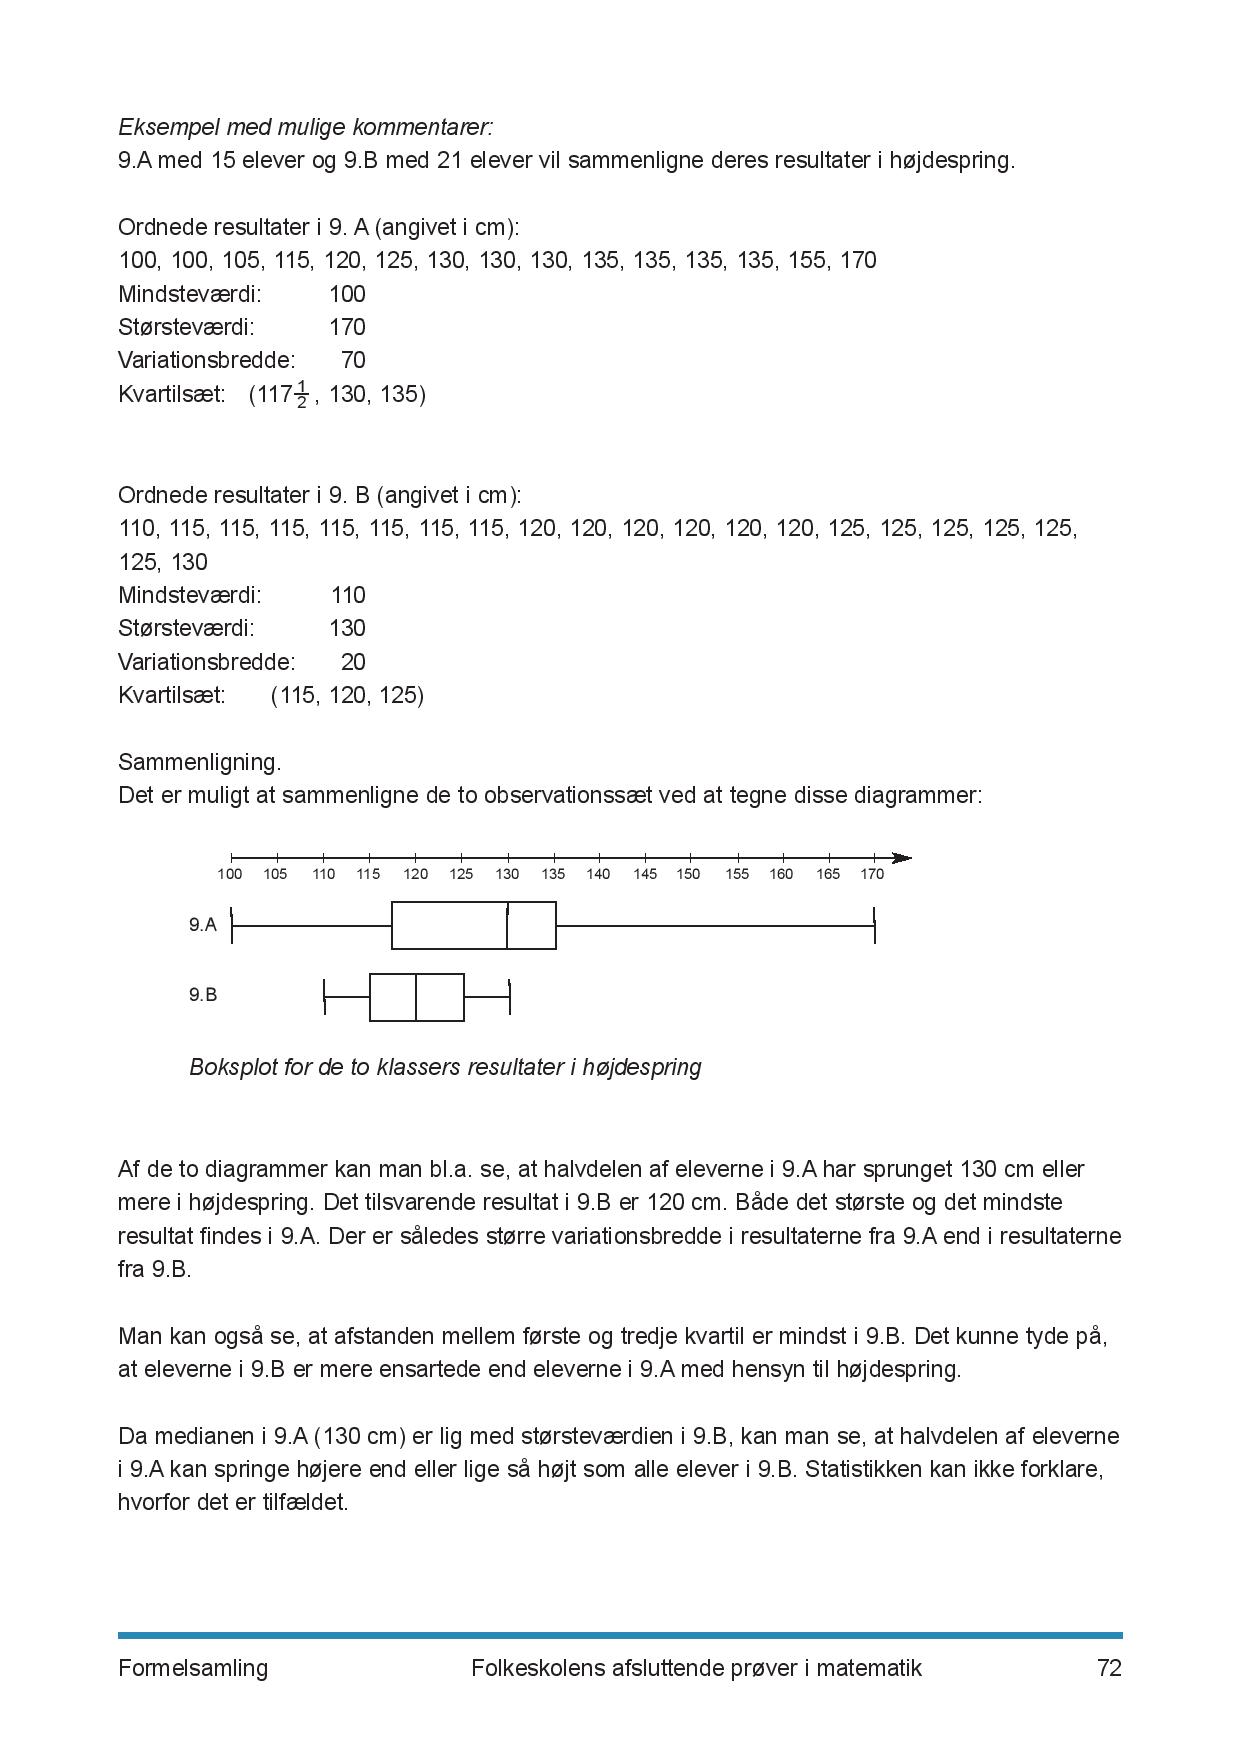 Eksempel med mulige kommentarer:
9.A med 15 elever og 9.B med 21 elever vil sammenligne deres resultater i højdespring.
Ordnede resultater i 9. A (angivet i cm):
100, 100, 105, 115, 120, 125, 130, 130, 130, 135, 135, 135, 135, 155, 170
Mindsteværdi: 100
Størsteværdi: 170
Variationsbredde: 70
Kvartilsæt: (117½ , 130, 135)
Ordnede resultater i 9. B (angivet i cm):
110, 115, 115, 115, 115, 115, 115, 115, 120, 120, 120, 120, 120, 120, 125, 125, 125, 125, 125,
125, 130
Mindsteværdi: 110
Størsteværdi: 130
Variationsbredde: 20
Kvartilsæt: (115, 120, 125)
Sammenligning.
Det er muligt at sammenligne de to observationssæt ved at tegne disse diagrammer:
100 105 110 115 120 125 130 135 140 145 150 155 160 165 170
9.A
9.B
Boksplot for de to klassers resultater i højdespring
Af de to diagrammer kan man bl.a. se, at halvdelen af eleverne i 9.A har sprunget 130 cm eller
mere i højdespring. Det tilsvarende resultat i 9.B er 120 cm. Både det største og det mindste
resultat findes i 9.A. Der er således større variationsbredde i resultaterne fra 9.A end i resultaterne
fra 9.B.
Man kan også se, at afstanden mellem første og tredje kvartil er mindst i 9.B. Det kunne tyde på,
at eleverne i 9.B er mere ensartede end eleverne i 9.A med hensyn til højdespring.
Da medianen i 9.A (130 cm) er lig med størsteværdien i 9.B, kan man se, at halvdelen af eleverne
i 9.A kan springe højere end eller lige så højt som alle elever i 9.B. Statistikken kan ikke forklare,
hvorfor det er tilfældet.
Formelsamling Folkeskolens afsluttende prøver i matematik 72